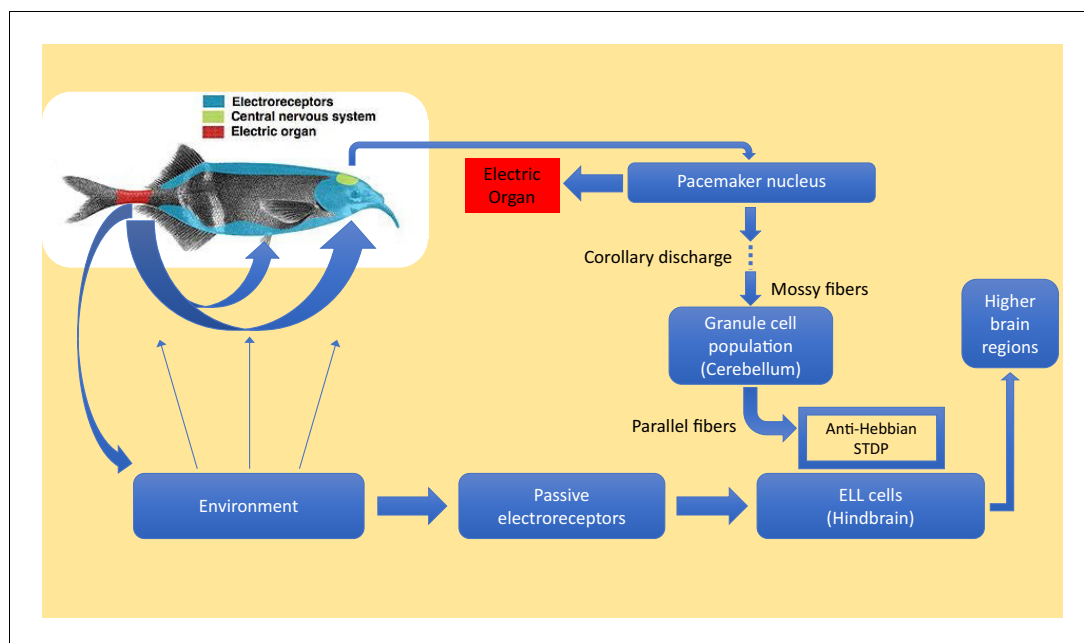 Electroreceptors
Central nervous system
Electric organ
Electric
Organ
Pacemaker nucleus
Corollary discharge
Mossy fibers
Granule cell
population
(Cerebellum)
Higher
brain
regions
Parallel fibers
Anti-Hebbian
STDP
Environment
Passive
electroreceptors
ELL cells
(Hindbrain)